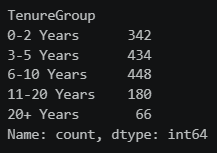 TenureGroup
0-2 Years      342
3-5 Years      434
6-10 Years     448
11-20 Years    180
20+ Years       66
Name: count, dtype: int64